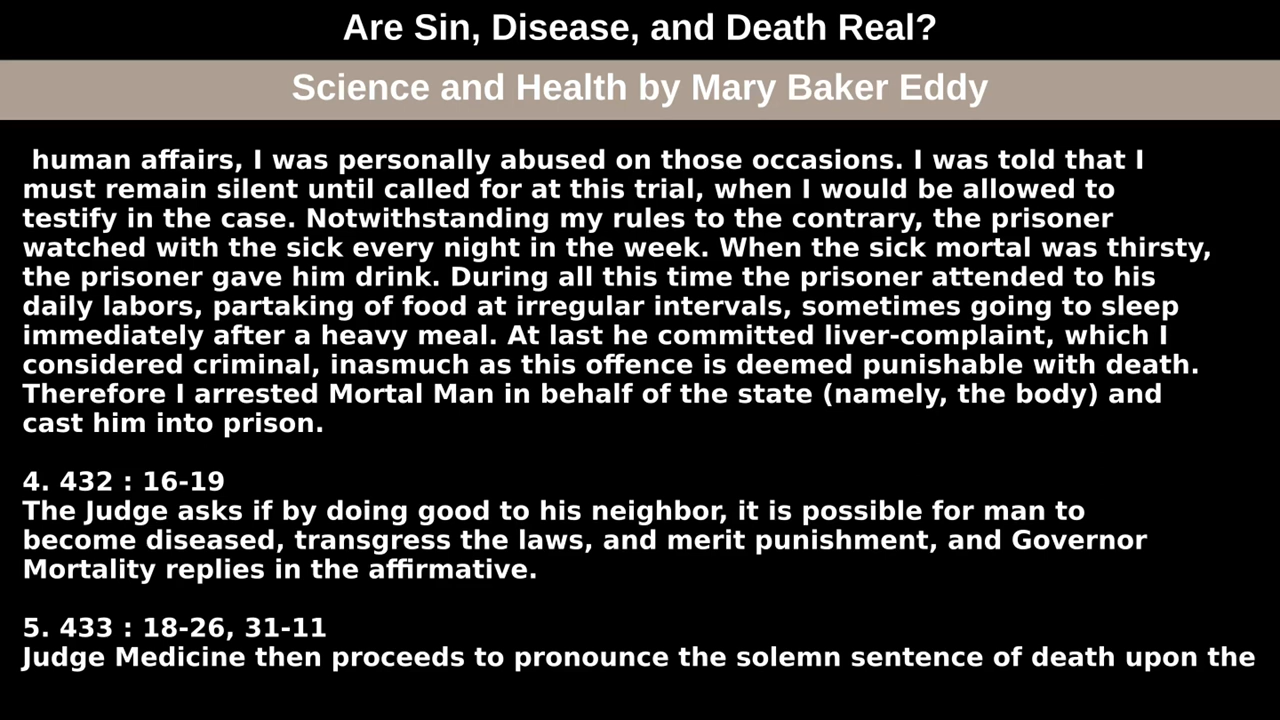 Are Sin, Disease, and Death Real?
Science and Health by Mary Baker Eddy
human affairs, I was personally abused on those occasions. I was told that I
must remain silent until called for at this trial, when I would be allowed to
testify in the case. Notwithstanding my rules to the contrary, the prisoner
watched with the sick every night in the week. When the sick mortal was thirsty,
the prisoner gave him drink. During all this time the prisoner attended to his
daily labors, partaking of food at irregular intervals, sometimes going to sleep
immediately after a heavy meal. At last he committed liver-complaint, which I
considered criminal, inasmuch as this offence is deemed punishable with death.
Therefore I arrested Mortal Man in behalf of the state (namely, the body) and
cast him into prison.
4. 432 : 16-19
The Judge asks if by doing good to his neighbor, it is possible for man to
become diseased, transgress the laws, and merit punishment, and Governor
Mortality replies in the affirmative.
5. 433 : 18-26, 31-11
Judge Medicine then proceeds to pronounce the solemn sentence of death upon the